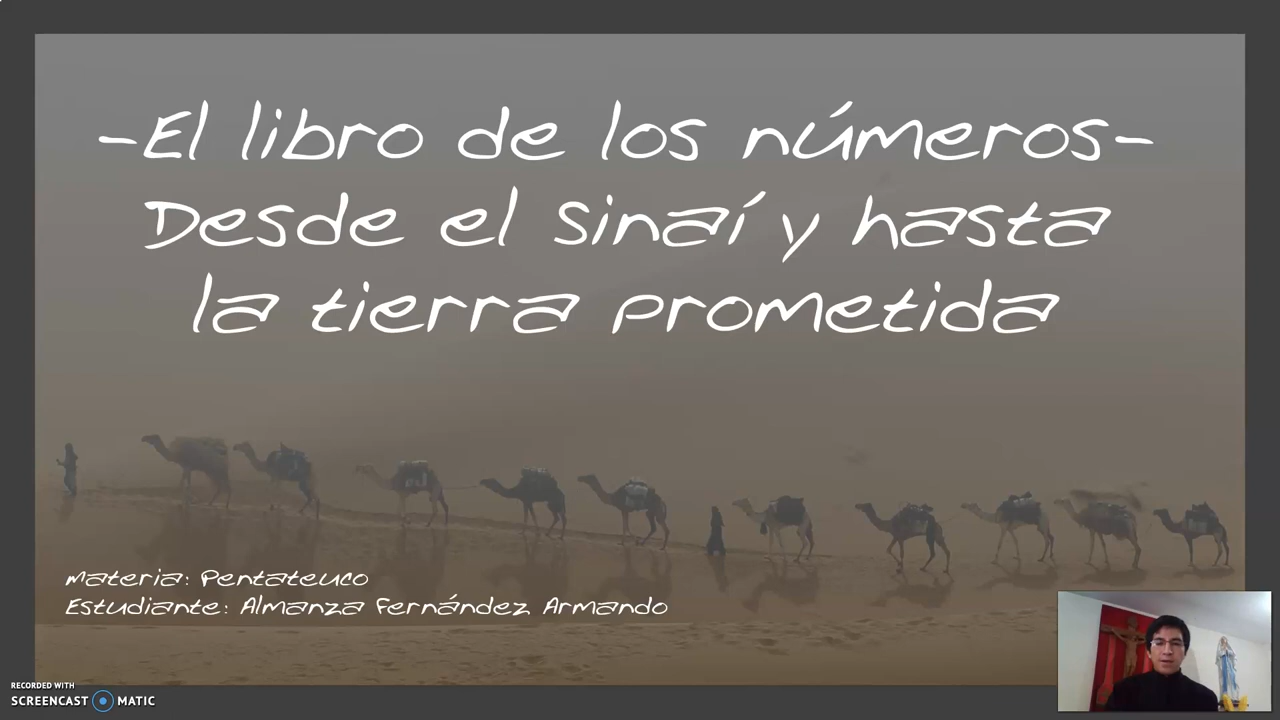 -El libro de los números-
Desde el Sinaí y hasta
la tierra prometida
Materia: Pentateuco
Estudiante: Almanza Fernández Armando
RECORDED WITH
SCREENCAST MATIC